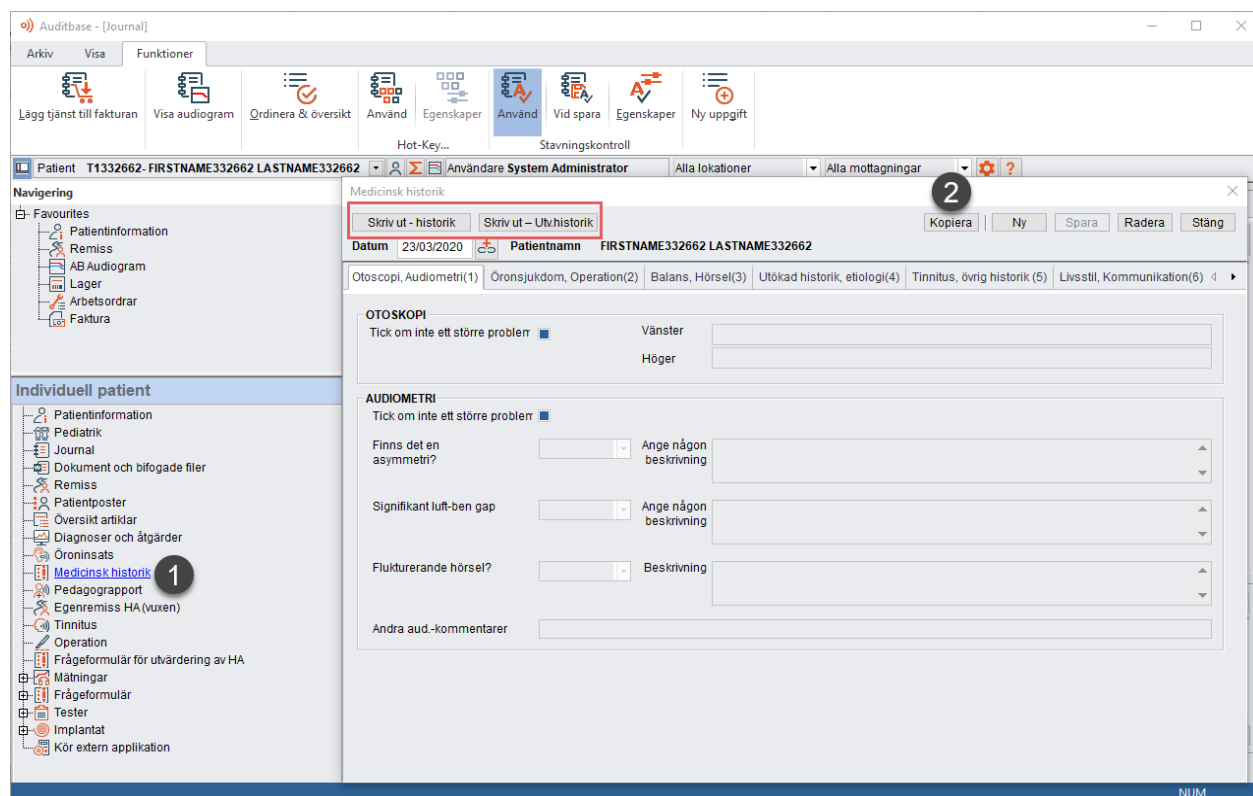 Auditbase - [Journal]
Arkiv Visa Funktioner
Lägg tjänst till fakturan Visa audiogram Ordinera & översikt Använd Egenskaper Använd Vid spara Egenskaper Ny uppgift
Hot-Key... Stavningskontroll
Patient T1332662- FIRSTNAME332662 LASTNAME332662 Användare System Administrator Alla lokationer Alla mottagningar ?
Navigering
Favourites
Patientinformation
Remiss
AB Audiogram
Lager
Arbetsordrar
Faktura
Individuell patient
Patientinformation
Pediatrik
Journal
Dokument och bifogade filer
Remiss
Patientposter
Översikt artiklar
Diagnoser och åtgärder
Öroninsats
Medicinsk historik 1
Pedagograpport
Egenremiss HA (vuxen)
Tinnitus
Operation
Frågeformulär för utvärdering av HA
Mätningar
Frågeformulär
Tester
Implantat
Kör extern applikation
Medicinsk historik 2
Skriv ut - historik Skriv ut – Utv.historik Kopiera Ny Spara Radera Stäng
Datum 23/03/2020 Patientnamn FIRSTNAME332662 LASTNAME332662
Otoscopi, Audiometri(1) Öronsjukdom, Operation(2) Balans, Hörsel(3) Utökad historik, etiologi(4) Tinnitus, övrig historik (5) Livsstil, Kommunikation(6)
OTOSKOPI
Tick om inte ett större problem Vänster
Höger
AUDIOMETRI
Tick om inte ett större problem
Finns det en Ange någon
asymmetri? beskrivning
Signifikant luft-ben gap Ange någon
beskrivning
Flukturerande hörsel? Beskrivning
Andra aud.-kommentarer
NUM